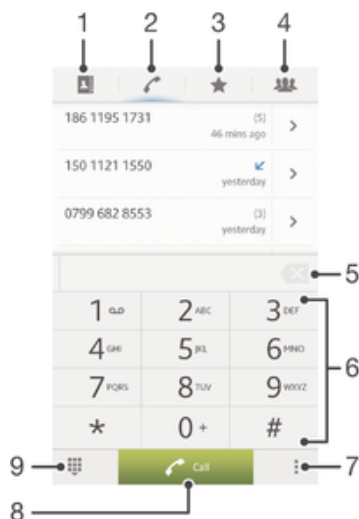 1 2 3 4
186 1195 1731 (5)
46 mins ago
150 1121 1550
yesterday
0799 682 8553 (3)
yesterday
5
1 2 ABC 3 DEF
4 GHI 5 JKL 6 MNO
6
7 PQRS 8 TUV 9 WXYZ
* 0 + #
9 Call 7
8